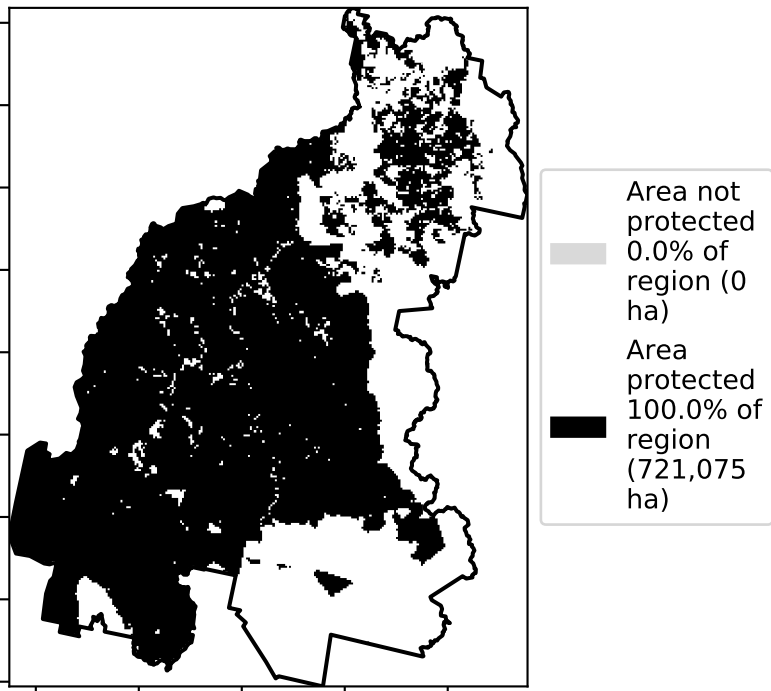 Area not
protected
0.0% of
region (0
ha)
Area
protected
100.0% of
region
(721,075
ha)